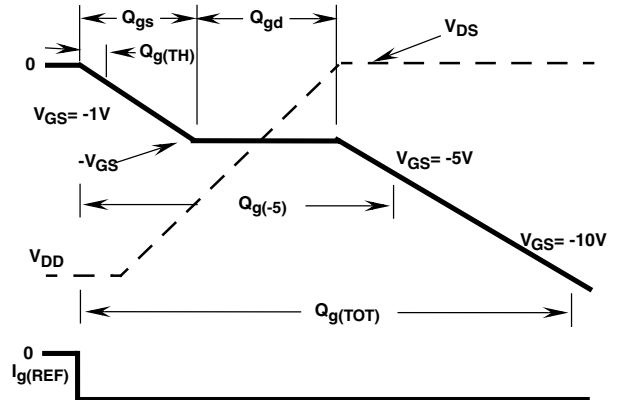 Qgs
Qgd
VDS
Qg(TH)
0
VGS= -1V
-VGS
VGS= -5V
Qg(-5)
VGS= -10V
VDD
Qg(TOT)
0
Ig(REF)